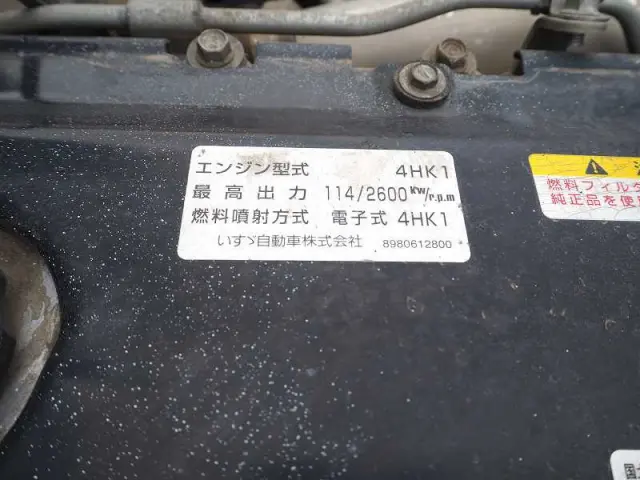 エンジン型式 4HK1
最高出力 114/2600 kw/r.p.m
燃料噴射方式 電子式 4HK1
いすゞ自動車株式会社 8980612800
燃料フィルタ
純正品を使